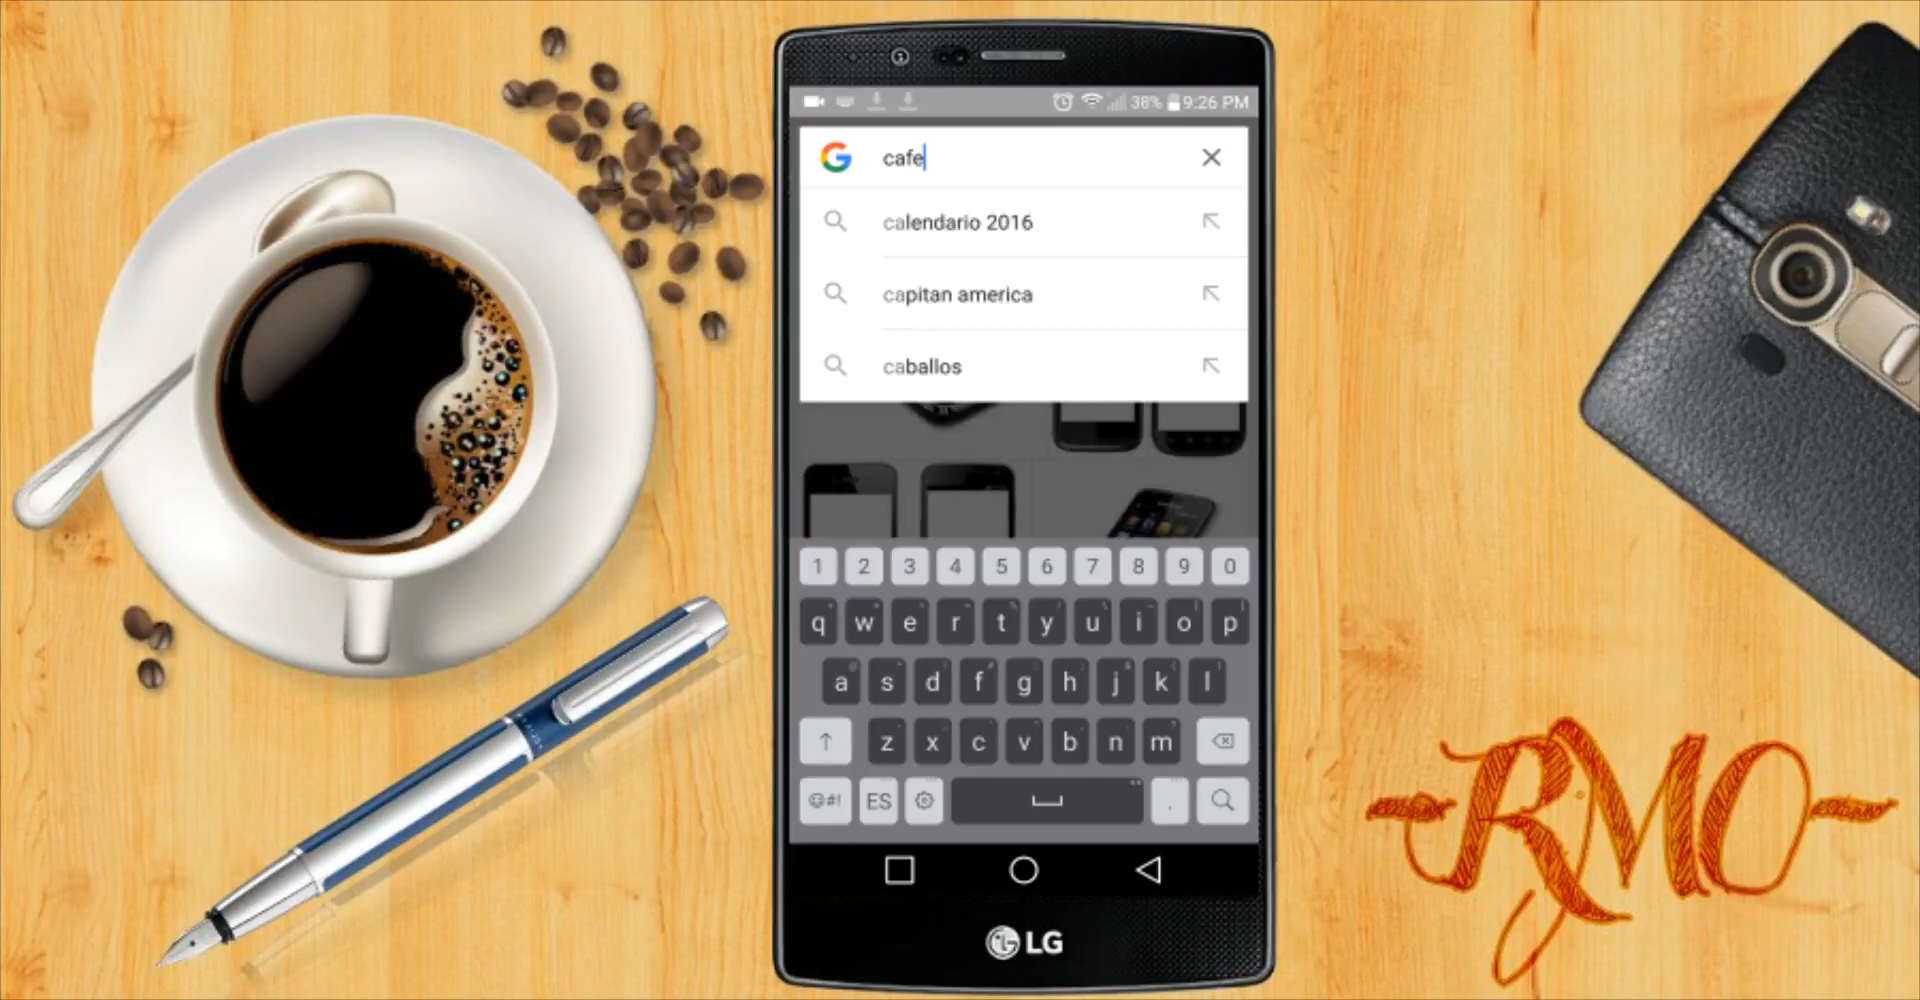 38% 9:26 PM
cafe
calendario 2016
capitan america
caballos
1 2 3 4 5 6 7 8 9 0
q w e r t y u i o p
a s d f g h j k l
z x c v b n m
#! ES .
LG
RMO